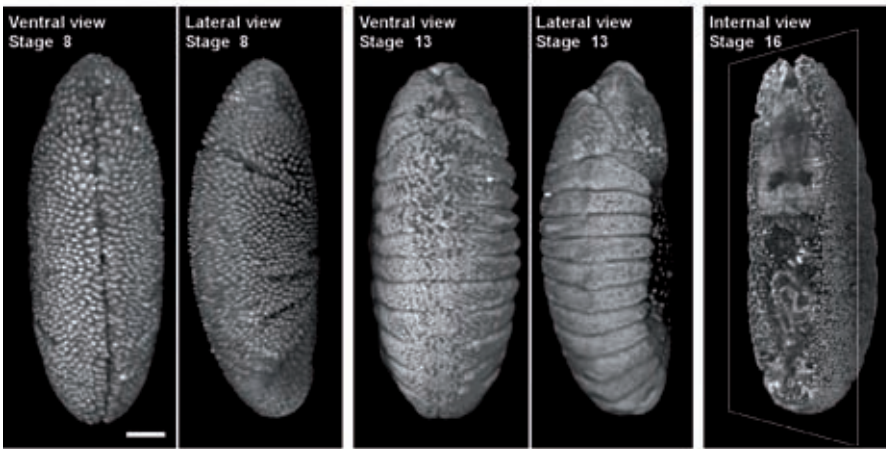 Ventral view
Stage 8
Lateral view
Stage 8
Ventral view
Stage 13
Lateral view
Stage 13
Internal view
Stage 16